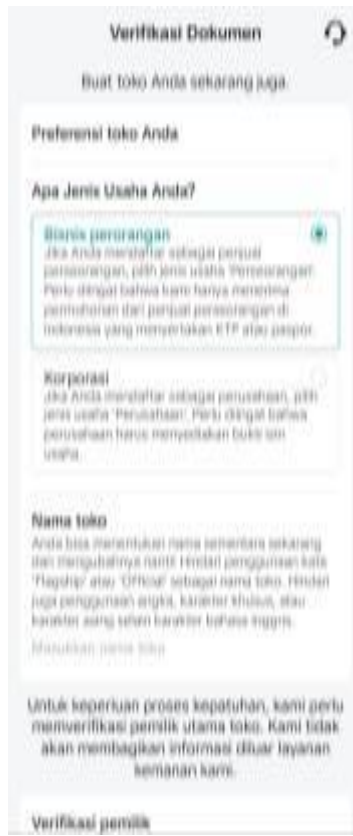 Verifikasi Dokumen
Buat toko Anda sekarang juga.
Preferensi toko Anda
Apa Jenis Usaha Anda?
Bisnis perorangan
Jika Anda mendaftar sebagai penjual
perseorangan, pilih jenis usaha 'Perseorangan'.
Perlu diingat bahwa kami hanya menerima
permohonan dari penjual perseorangan di
Indonesia yang menyertakan KTP atau paspor.
Korporasi
Jika Anda mendaftar sebagai perusahaan, pilih
jenis usaha 'Perusahaan'. Perlu diingat bahwa
perusahaan harus menyediakan bukti izin
usaha.
Nama toko
Anda bisa menentukan nama sementara sekarang
dan mengubahnya nanti! Hindari penggunaan kata
'Flagship' atau 'Official' sebagai nama toko. Hindari
juga penggunaan angka, karakter khusus, atau
karakter asing selain karakter bahasa Inggris.
Masukkan nama toko
Untuk keperluan proses kepatuhan, kami perlu
memverifikasi pemilik utama toko. Kami tidak
akan membagikan informasi diluar layanan
kemanan kami.
Verifikasi pemilik